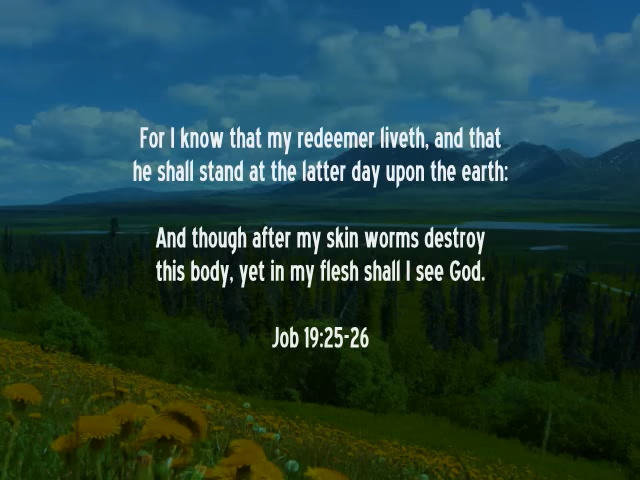 For I know that my redeemer liveth, and that
he shall stand at the latter day upon the earth:
And though after my skin worms destroy
this body, yet in my flesh shall I see God.
Job 19:25-26